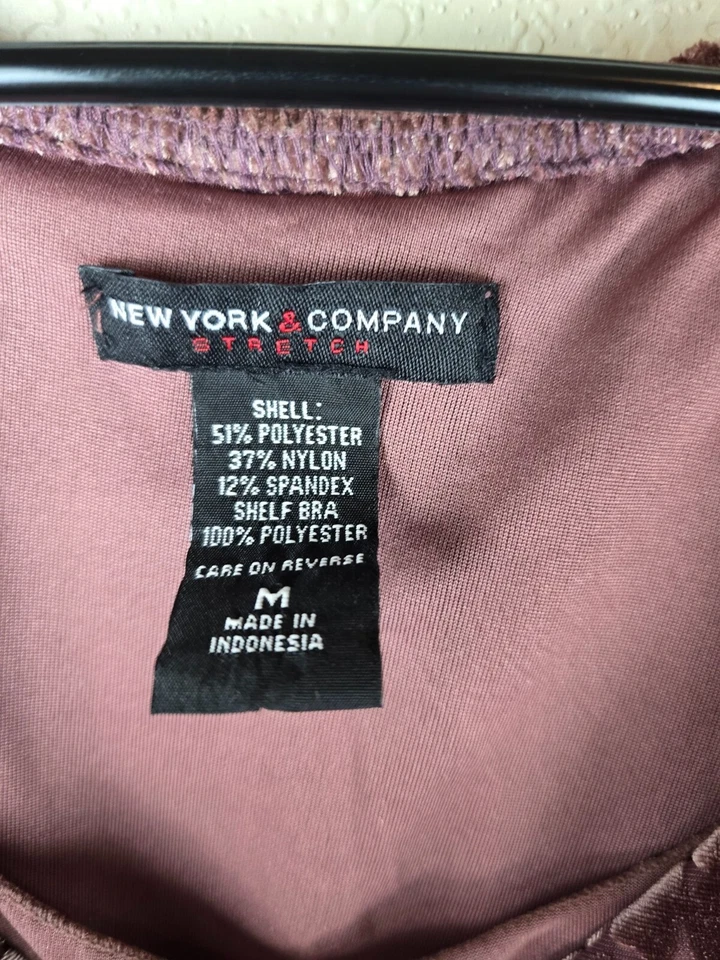 NEW YORK & COMPANY
STRETCH
SHELL:
51% POLYESTER
37% NYLON
12% SPANDEX
SHELF BRA
100% POLYESTER
CARE ON REVERSE
M
MADE IN
INDONESIA